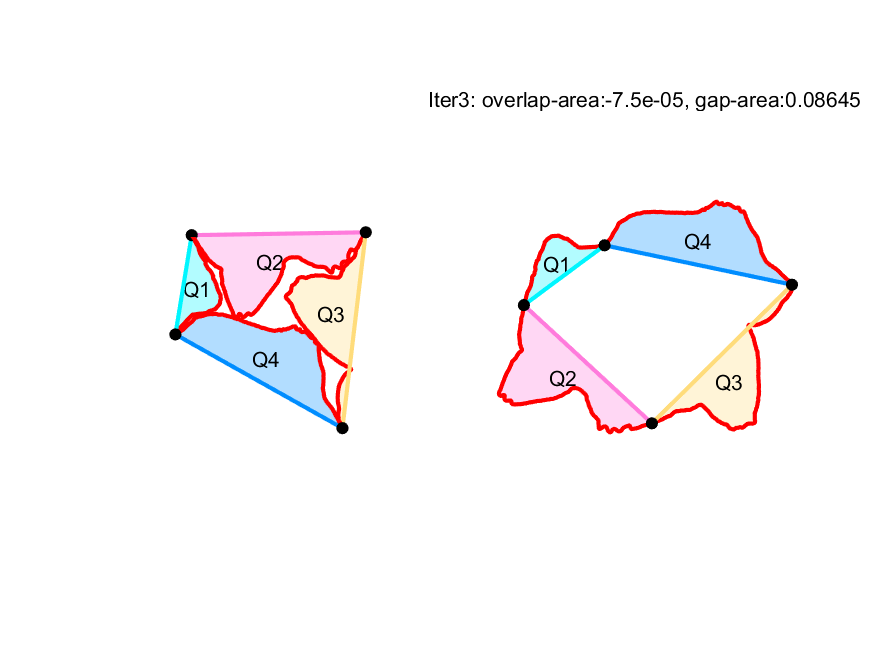 Iter3: overlap-area:-7.5e-05, gap-area:0.08645
Q1
Q2
Q3
Q4
Q1
Q4
Q2
Q3